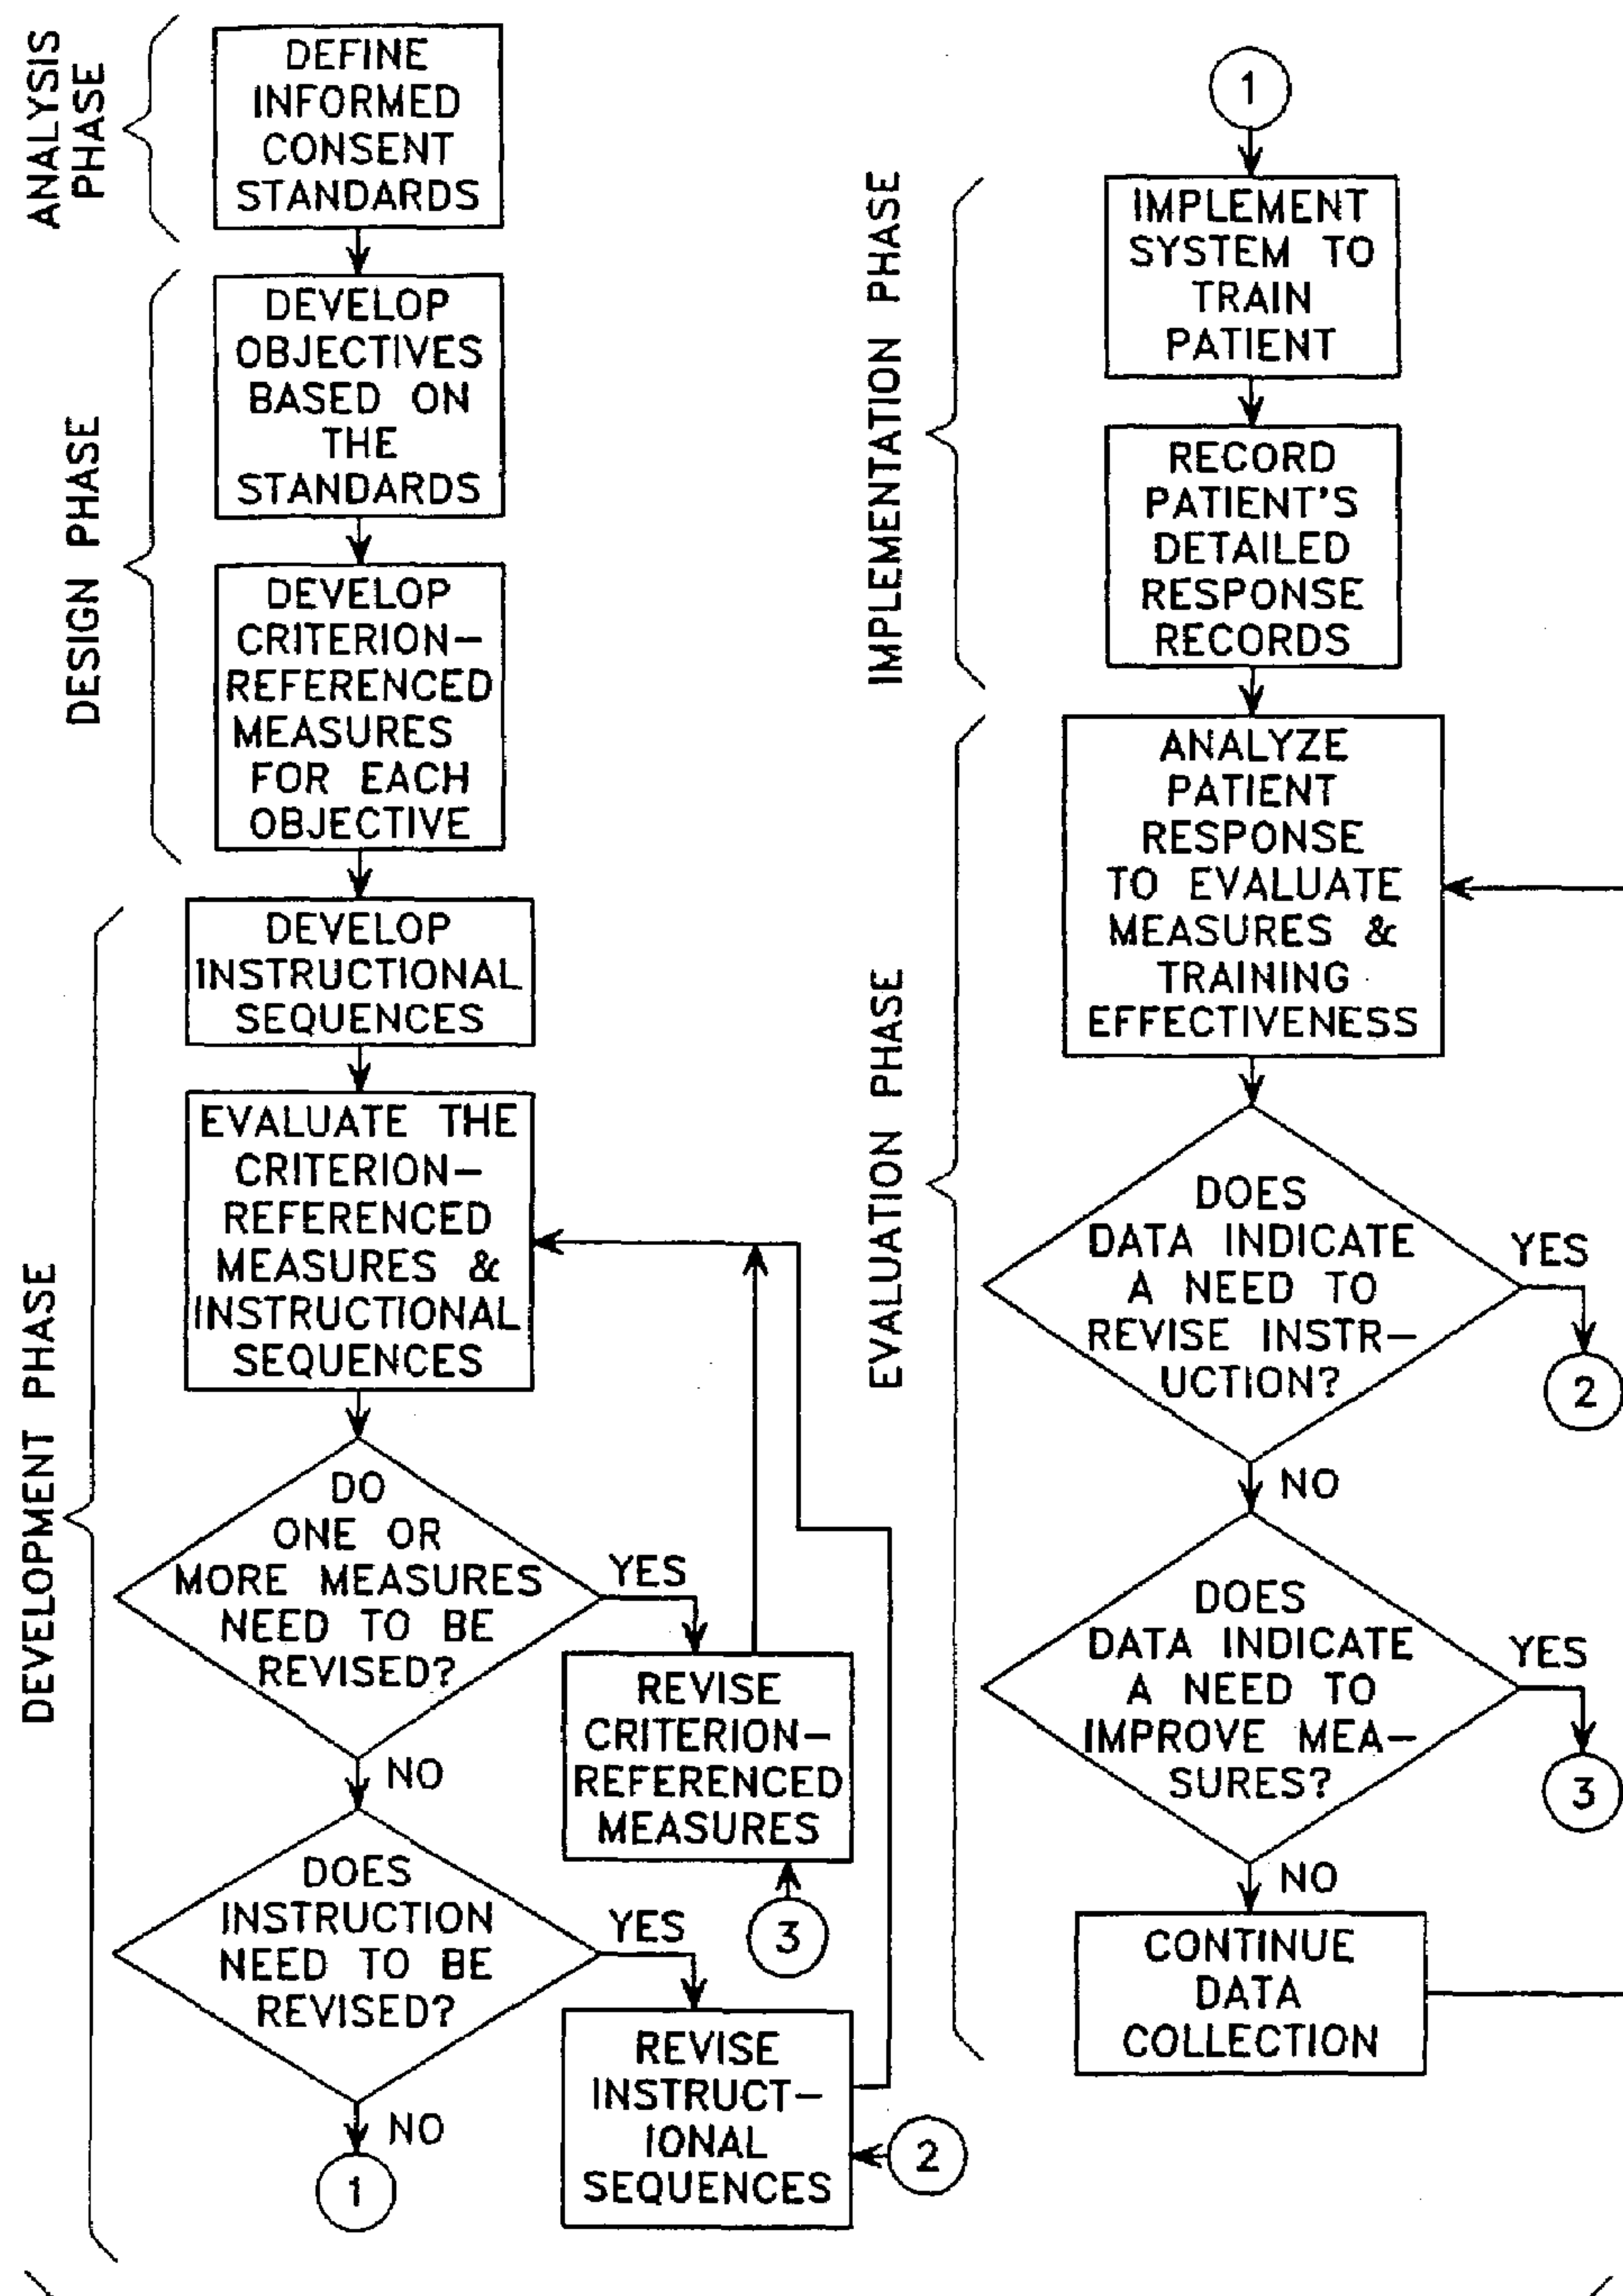 ANALYSIS
PHASE
DEFINE
INFORMED
CONSENT
STANDARDS
DESIGN PHASE
DEVELOP
OBJECTIVES
BASED ON
THE
STANDARDS
DEVELOP
CRITERION-
REFERENCED
MEASURES
FOR EACH
OBJECTIVE
DEVELOPMENT PHASE
DEVELOP
INSTRUCTIONAL
SEQUENCES
EVALUATE THE
CRITERION-
REFERENCED
MEASURES &
INSTRUCTIONAL
SEQUENCES
DO
ONE OR
MORE MEASURES
NEED TO BE
REVISED?
YES
REVISE
CRITERION-
REFERENCED
MEASURES
3
NO
DOES
INSTRUCTION
NEED TO BE
REVISED?
YES
REVISE
INSTRUCT-
IONAL
SEQUENCES
2
NO
1
1
IMPLEMENTATION PHASE
IMPLEMENT
SYSTEM TO
TRAIN
PATIENT
RECORD
PATIENT'S
DETAILED
RESPONSE
RECORDS
EVALUATION PHASE
ANALYZE
PATIENT
RESPONSE
TO EVALUATE
MEASURES &
TRAINING
EFFECTIVENESS
DOES
DATA INDICATE
A NEED TO
REVISE INSTR-
UCTION?
YES
2
NO
DOES
DATA INDICATE
A NEED TO
IMPROVE MEA-
SURES?
YES
3
NO
CONTINUE
DATA
COLLECTION